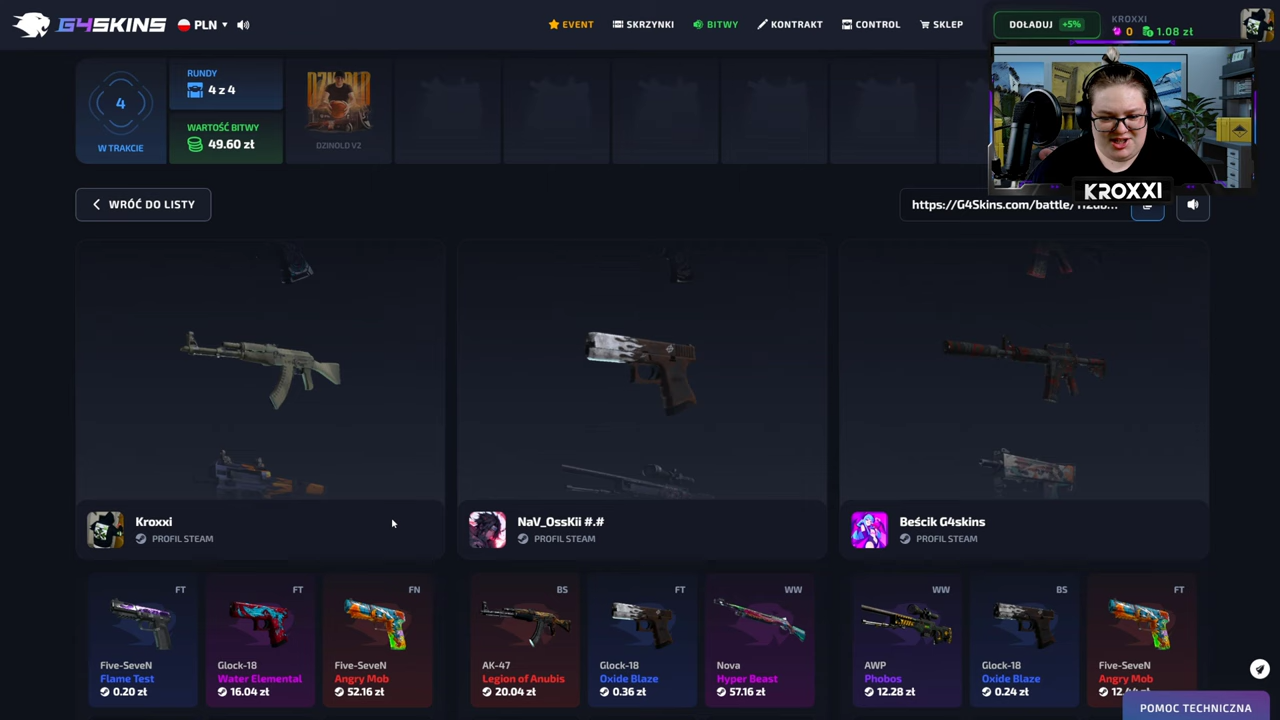 G4SKINS
PLN
EVENT
SKRZYNKI
BITWY
KONTRAKT
CONTROL
SKLEP
DOŁADUJ +5%
KROXXI
0 1.08 zł
4
W TRAKCIE
RUNDY
4 z 4
WARTOŚĆ BITWY
49.60 zł
DZINOLD
DZINOLD V2
KROXXI
WRÓĆ DO LISTY
Kroxxi
PROFIL STEAM
NaV_OssKii #.#
PROFIL STEAM
Beścik G4skins
PROFIL STEAM
FT
Five-SeveN
Flame Test
0.20 zł
FT
Glock-18
Water Elemental
16.04 zł
FN
Five-SeveN
Angry Mob
52.16 zł
BS
AK-47
Legion of Anubis
20.04 zł
FT
Glock-18
Oxide Blaze
0.36 zł
WW
Nova
Hyper Beast
57.16 zł
WW
AWP
Phobos
12.28 zł
BS
Glock-18
Oxide Blaze
0.24 zł
FT
Five-SeveN
Angry Mob
POMOC TECHNICZNA